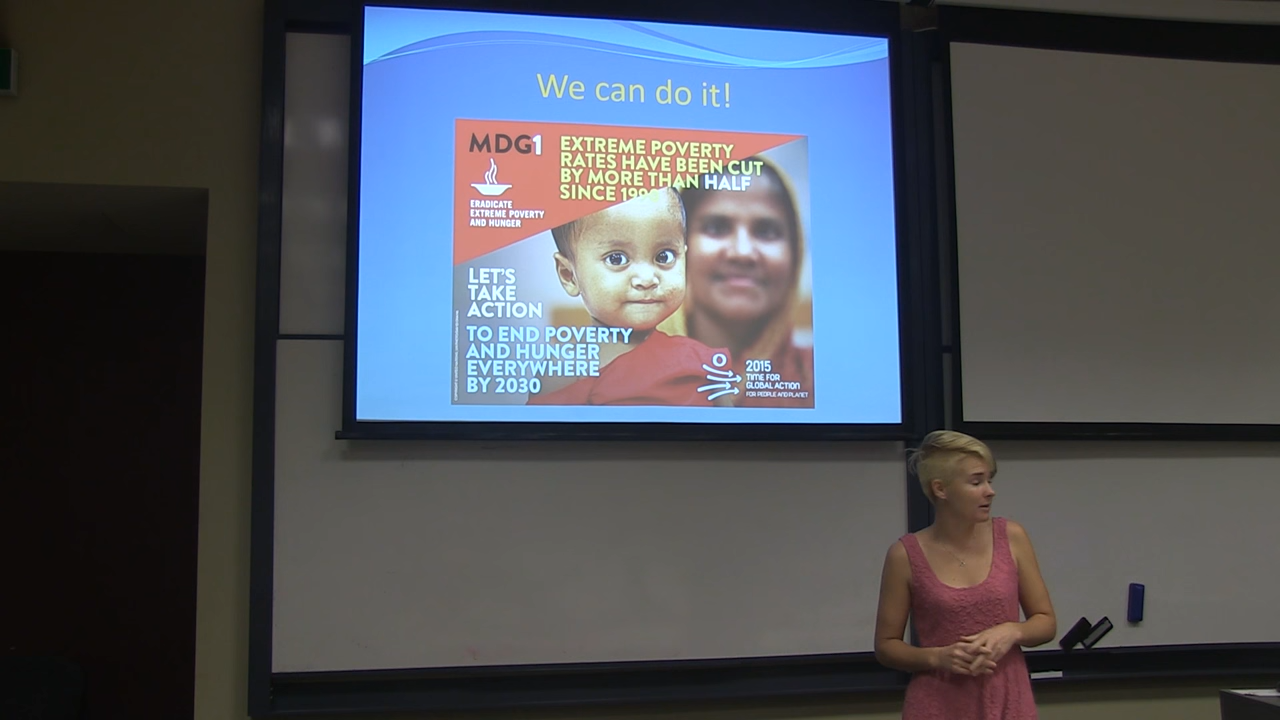 We can do it!
MDG1
EXTREME POVERTY
RATES HAVE BEEN CUT
BY MORE THAN HALF
SINCE
ERADICATE
EXTREME POVERTY
AND HUNGER
LET'S
TAKE
ACTION
TO END POVERTY
AND HUNGER
EVERYWHERE
BY 2030
2015
TIME FOR
GLOBAL ACTION
FOR PEOPLE AND PLANET